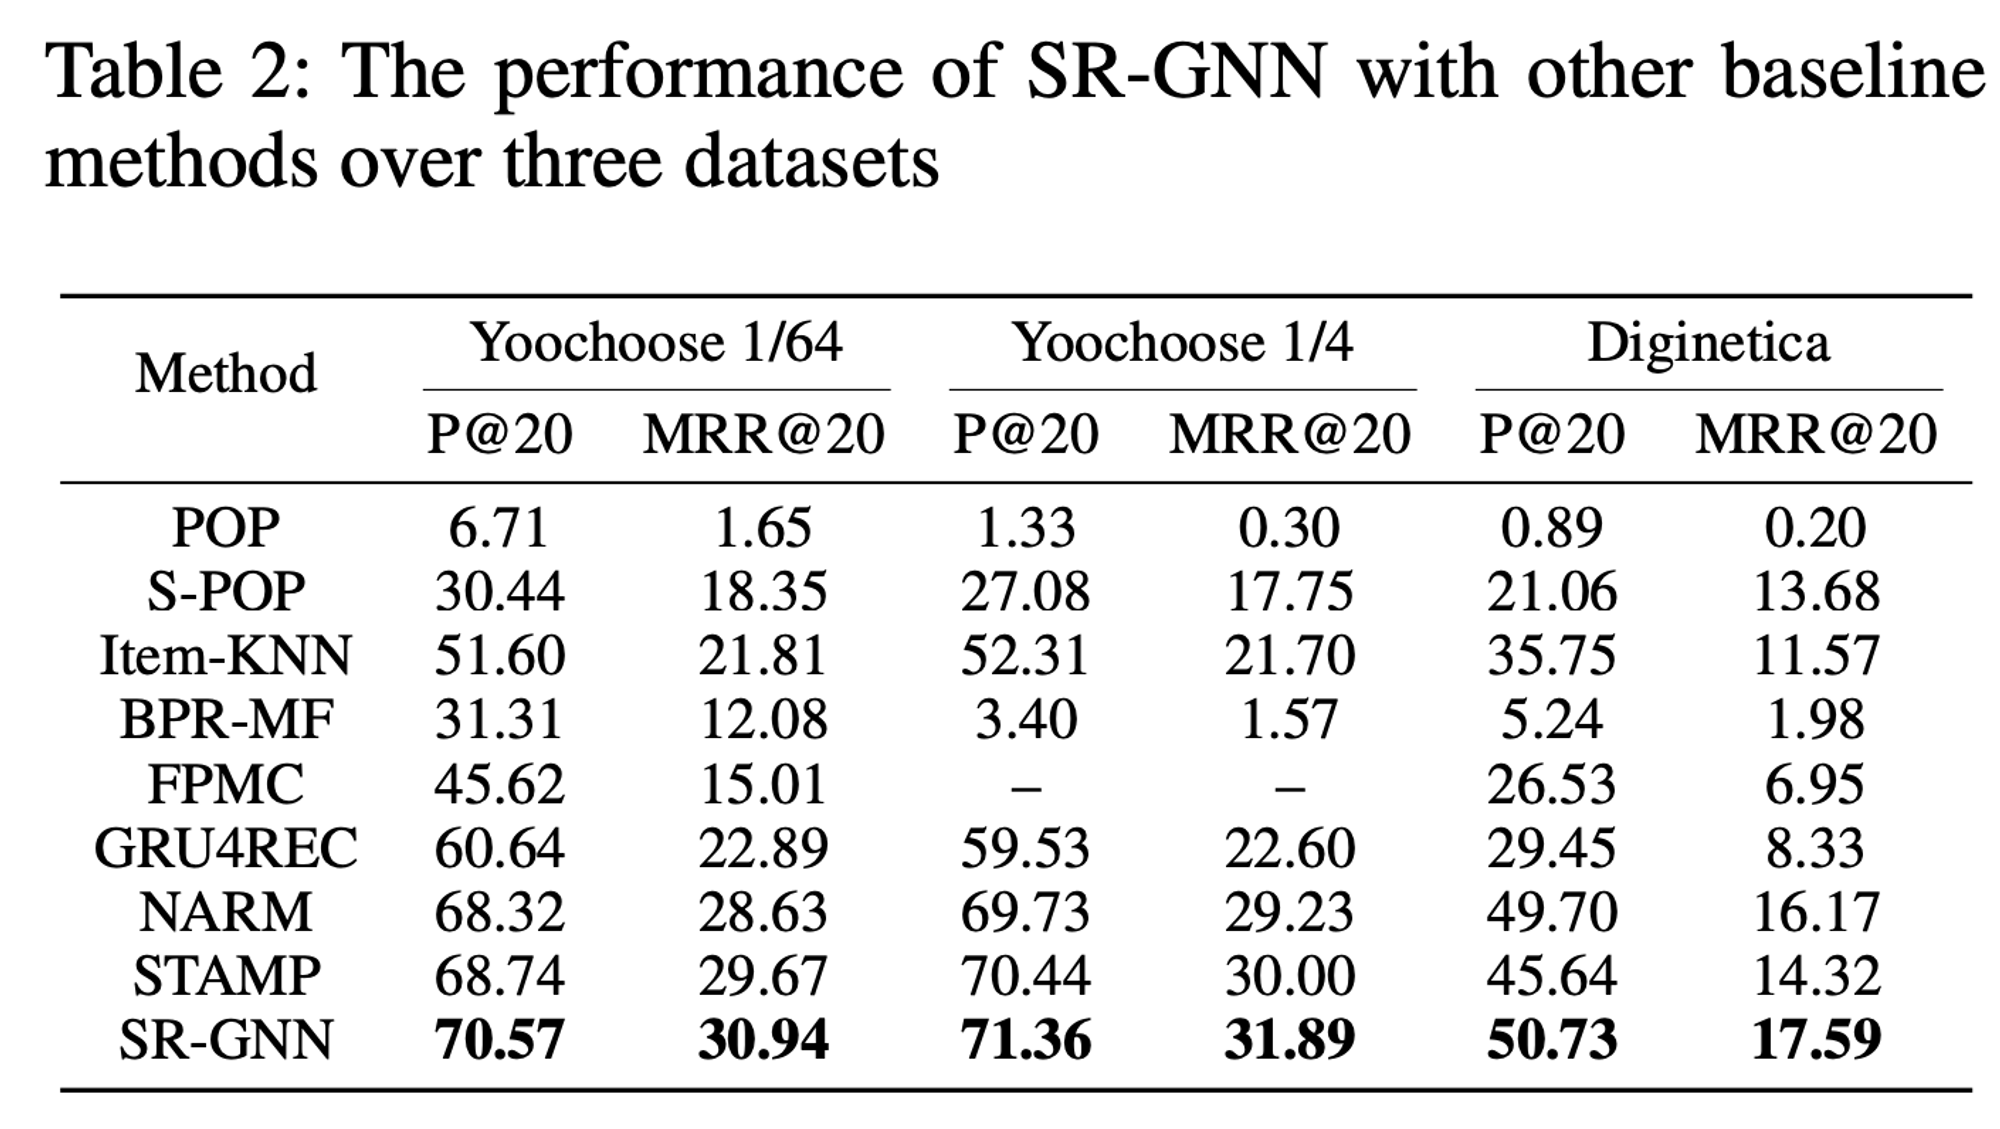 Table 2: The performance of SR-GNN with other baseline
methods over three datasets
Method Yoochoose 1/64 Yoochoose 1/4 Diginetica
P@20 MRR@20 P@20 MRR@20 P@20 MRR@20
POP 6.71 1.65 1.33 0.30 0.89 0.20
S-POP 30.44 18.35 27.08 17.75 21.06 13.68
Item-KNN 51.60 21.81 52.31 21.70 35.75 11.57
BPR-MF 31.31 12.08 3.40 1.57 5.24 1.98
FPMC 45.62 15.01 – – 26.53 6.95
GRU4REC 60.64 22.89 59.53 22.60 29.45 8.33
NARM 68.32 28.63 69.73 29.23 49.70 16.17
STAMP 68.74 29.67 70.44 30.00 45.64 14.32
SR-GNN 70.57 30.94 71.36 31.89 50.73 17.59